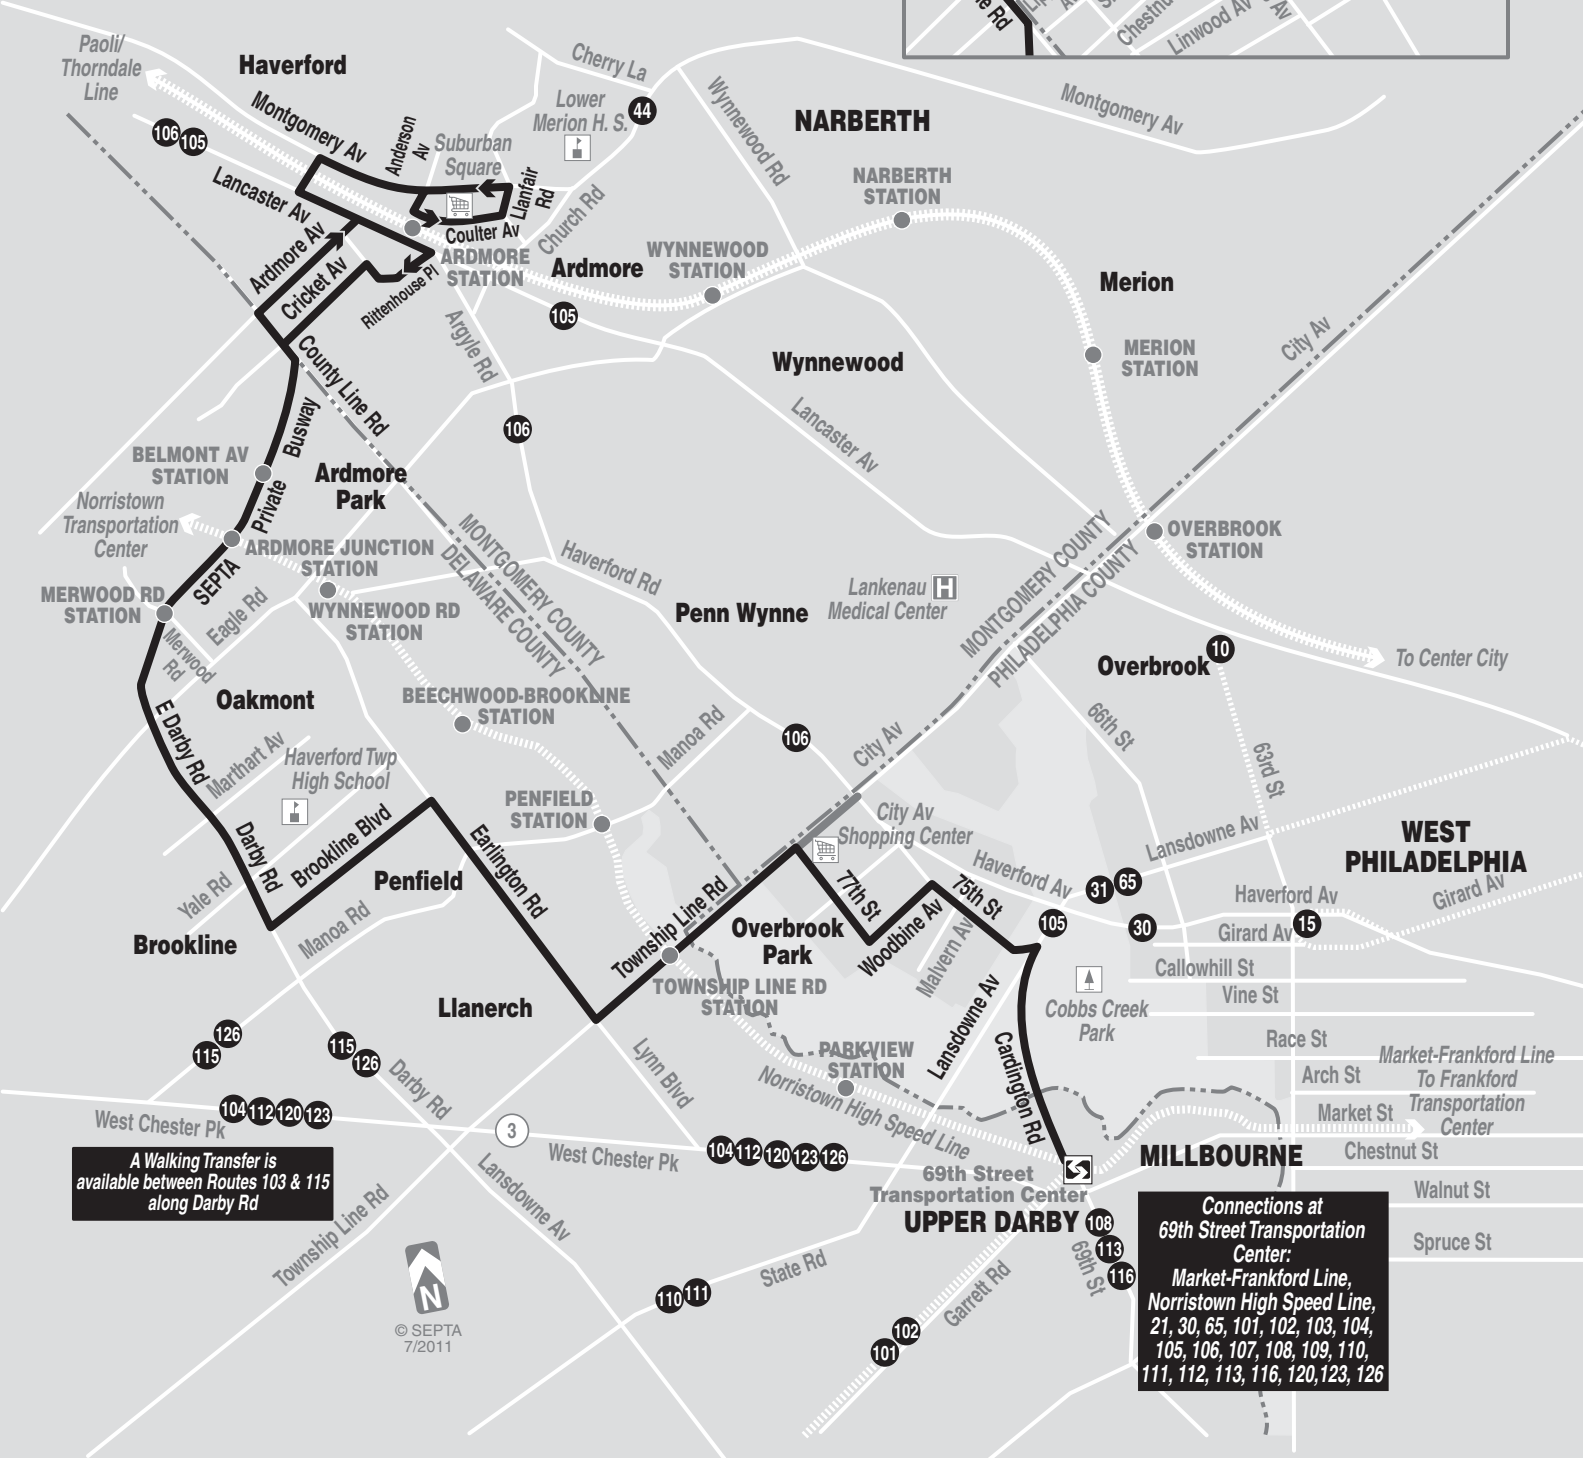 Rd
Chestnut
Linwood Av
Av
Paoli/
Thorndale
Line
Haverford
Cherry La
Lower
Merion H. S.
44
Wynnewood Rd
NARBERTH
Montgomery Av
106
105
Montgomery Av
Anderson
Av
Suburban
Square
Llanfair
Rd
Church Rd
Lancaster Av
Coulter Av
ARDMORE
STATION
Ardmore
WYNNEWOOD
STATION
NARBERTH
STATION
Merion
Ardmore Av
Cricket Av
Rittenhouse Pl
105
Argyle Rd
County Line Rd
Wynnewood
MERION
STATION
City Av
Lancaster Av
106
Busway
Private
SEPTA
BELMONT AV
STATION
Ardmore
Park
Norristown
Transportation
Center
ARDMORE JUNCTION
STATION
MONTGOMERY COUNTY
DELAWARE COUNTY
Haverford Rd
MERWOOD RD
STATION
WYNNEWOOD RD
STATION
Eagle Rd
Merwood
Rd
Penn Wynne
Lankenau
Medical Center
H
MONTGOMERY COUNTY
PHILADELPHIA COUNTY
OVERBROOK
STATION
Overbrook
10
To Center City
Oakmont
BEECHWOOD-BROOKLINE
STATION
E Darby Rd
Marthart Av
Haverford Twp
High School
Manoa Rd
106
City Av
66th St
63rd St
PENFIELD
STATION
City Av
Shopping Center
Lansdowne Av
WEST
PHILADELPHIA
Darby Rd
Brookline Blvd
Earlington Rd
Yale Rd
Penfield
Manoa Rd
Brookline
Township Line Rd
77th St
Woodbine Av
75th St
Haverford Av
31
65
Haverford Av
Girard Av
Overbrook
Park
Malvern Av
105
30
Girard Av
15
Callowhill St
Vine St
TOWNSHIP LINE RD
STATION
Llanerch
Lansdowne Av
Cobbs Creek
Park
Race St
Arch St
Market St
Market-Frankford Line
To Frankford
Transportation
Center
126
115
115
126
Darby Rd
Lynn Blvd
PARKVIEW
STATION
Norristown High Speed Line
Cardington Rd
West Chester Pk
104
112
120
123
3
West Chester Pk
104
112
120
123
126
MILLBOURNE
Chestnut St
Walnut St
Spruce St
A Walking Transfer is
available between Routes 103 & 115
along Darby Rd
Lansdowne Av
Township Line Rd
69th Street
Transportation Center
UPPER DARBY
108
113
116
69th St
Connections at
69th Street Transportation
Center:
Market-Frankford Line,
Norristown High Speed Line,
21, 30, 65, 101, 102, 103, 104,
105, 106, 107, 108, 109, 110,
111, 112, 113, 116, 120,123, 126
State Rd
110
111
Garrett Rd
102
101
N
© SEPTA
7/2011